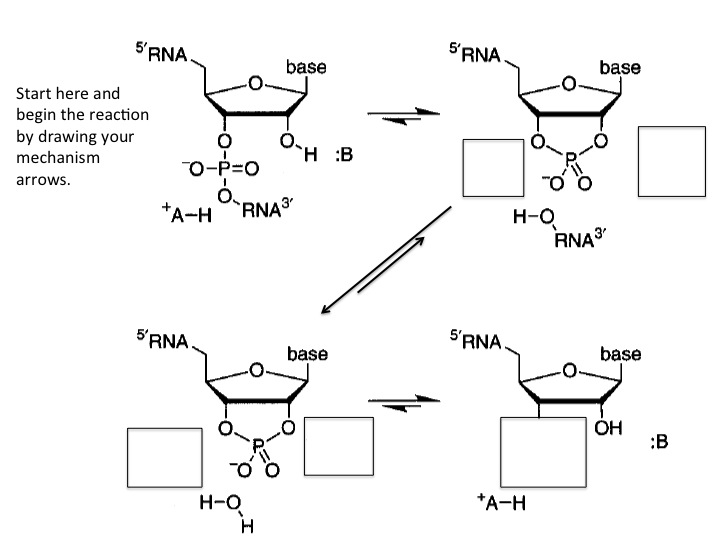 5′RNA
base
Start here and
begin the reaction
by drawing your
mechanism
arrows.
O
O
O
H
:B
⁻O–P=O
O
RNA3′
⁺A–H
5′RNA
base
O
O
O
P
⁻O O
H–O
RNA3′
5′RNA
base
O
O
O
P
⁻O O
H–O
H
5′RNA
base
O
OH
:B
⁺A–H